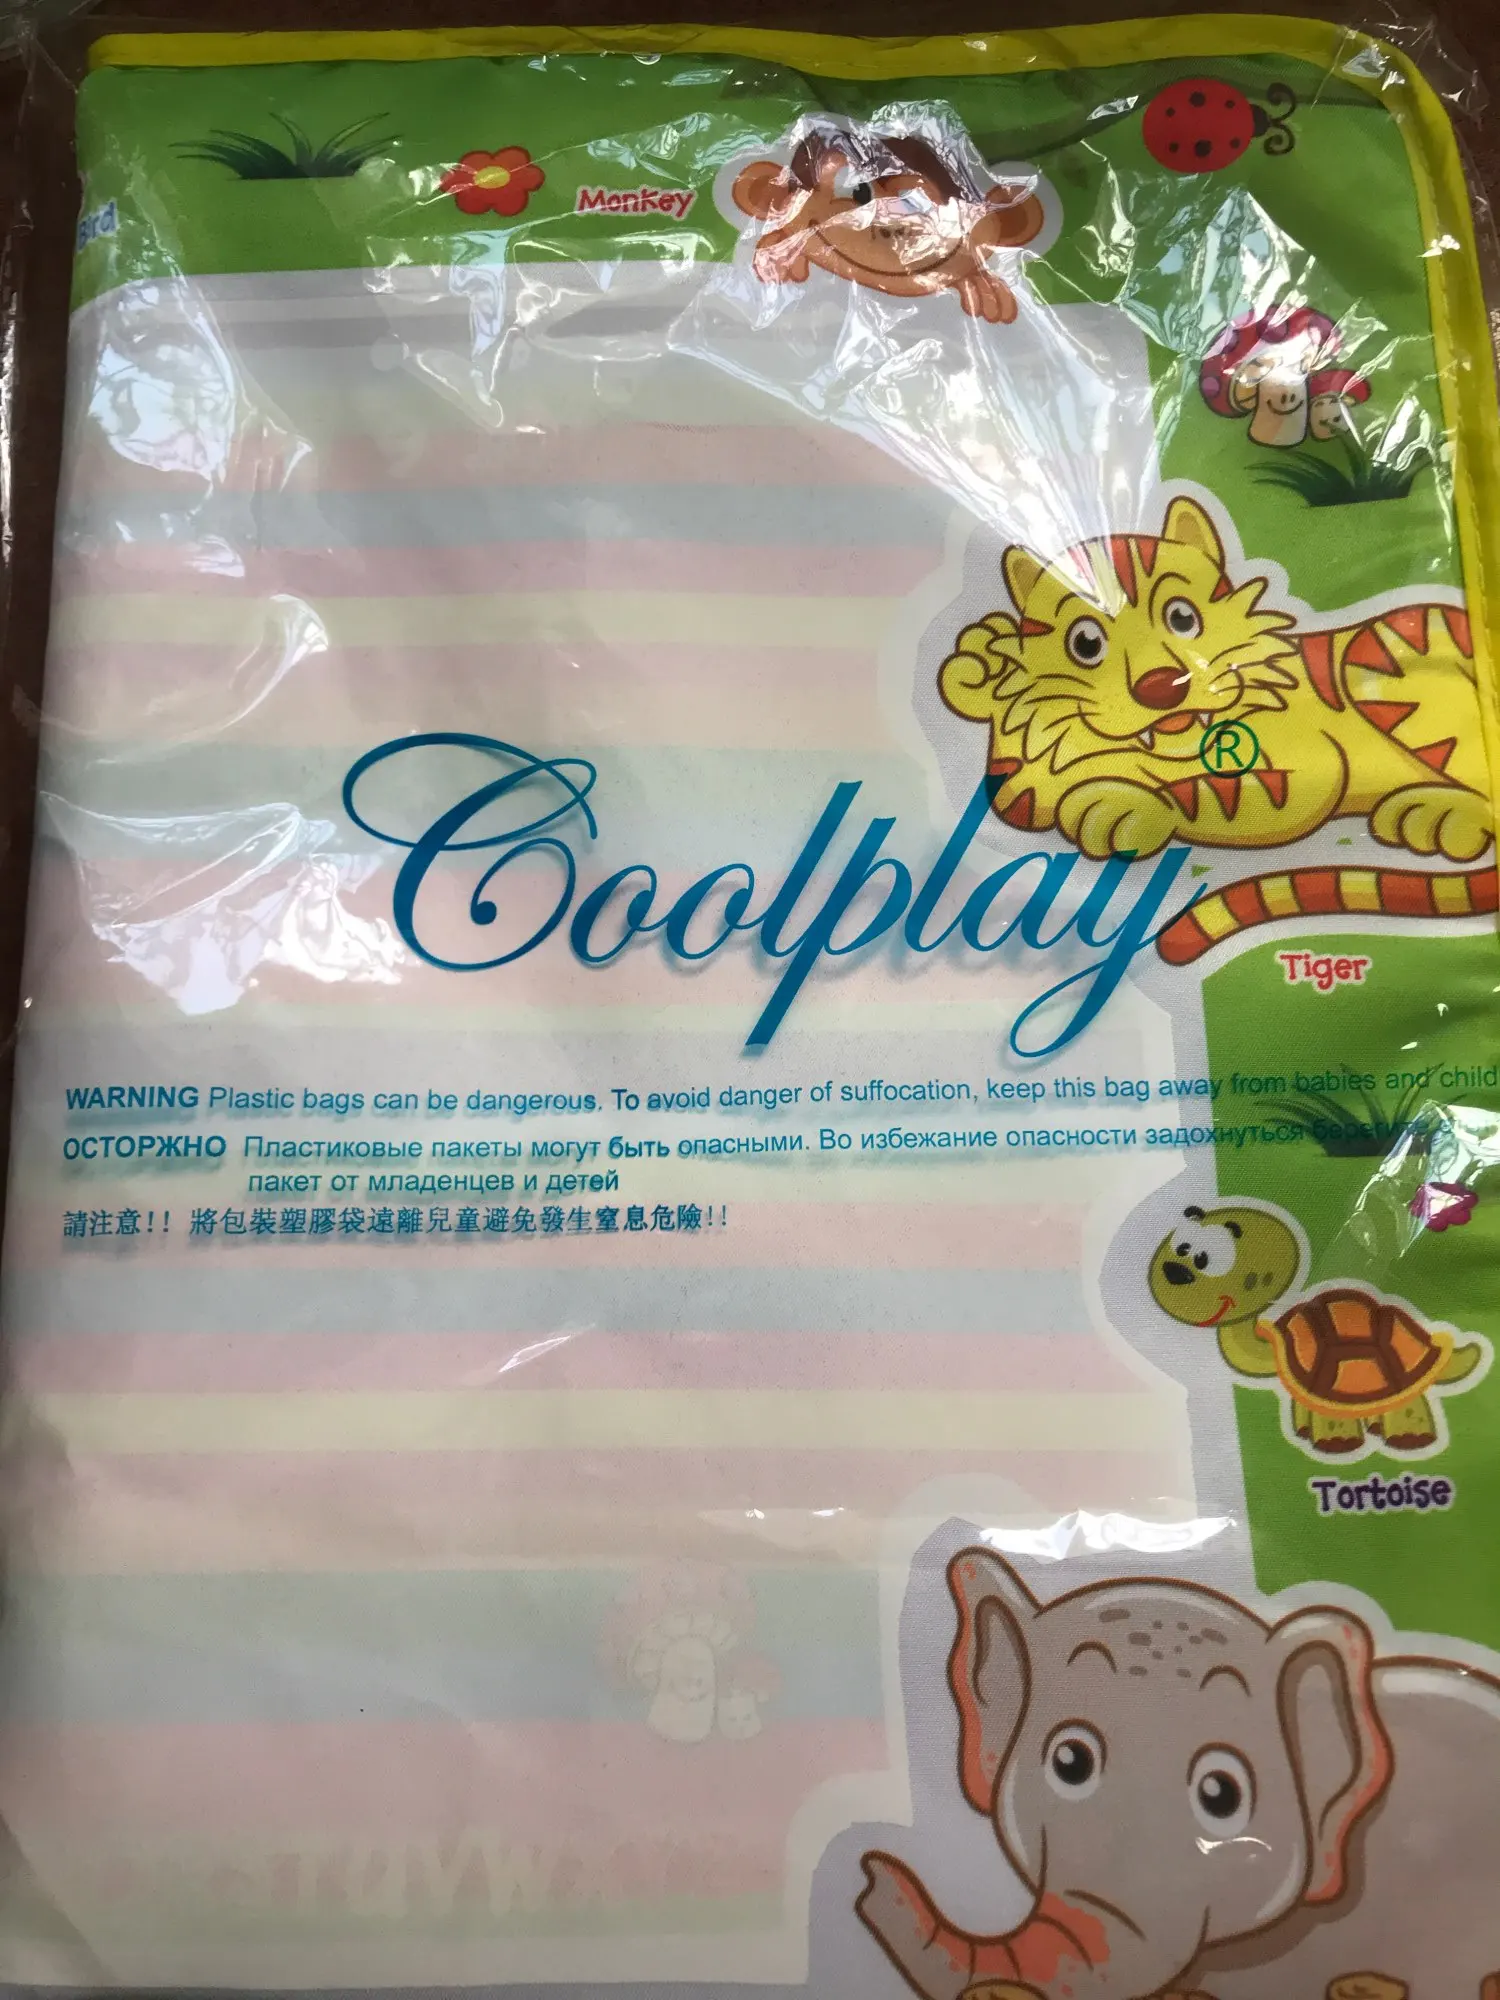 Bird
Monkey
®
Coolplay
Tiger
WARNING Plastic bags can be dangerous. To avoid danger of suffocation, keep this bag away from babies and child
ОСТОРЖНО Пластиковые пакеты могут быть опасными. Во избежание опасности задохнуться берегите
пакет от младенцев и детей
請注意!! 將包裝塑膠袋遠離兒童避免發生窒息危險!!
Tortoise